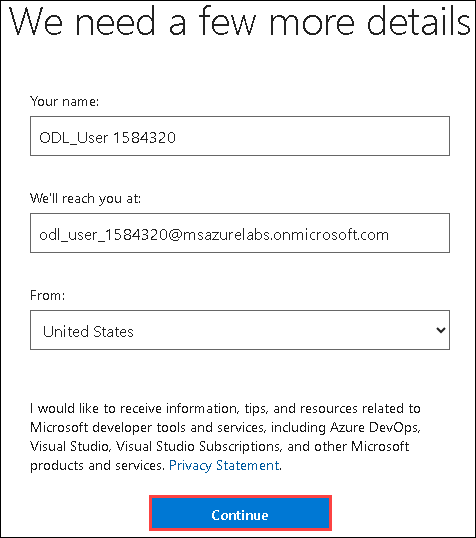 We need a few more details
Your name:
ODL_User 1584320
We'll reach you at:
odl_user_1584320@msazurelabs.onmicrosoft.com
From:
United States
I would like to receive information, tips, and resources related to
Microsoft developer tools and services, including Azure DevOps,
Visual Studio, Visual Studio Subscriptions, and other Microsoft
products and services. Privacy Statement.
Continue